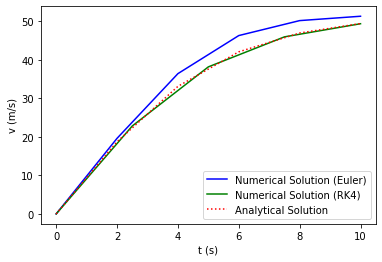 50
40
30
20
10
0
v (m/s)
Numerical Solution (Euler)
Numerical Solution (RK4)
Analytical Solution
0 2 4 6 8 10
t (s)